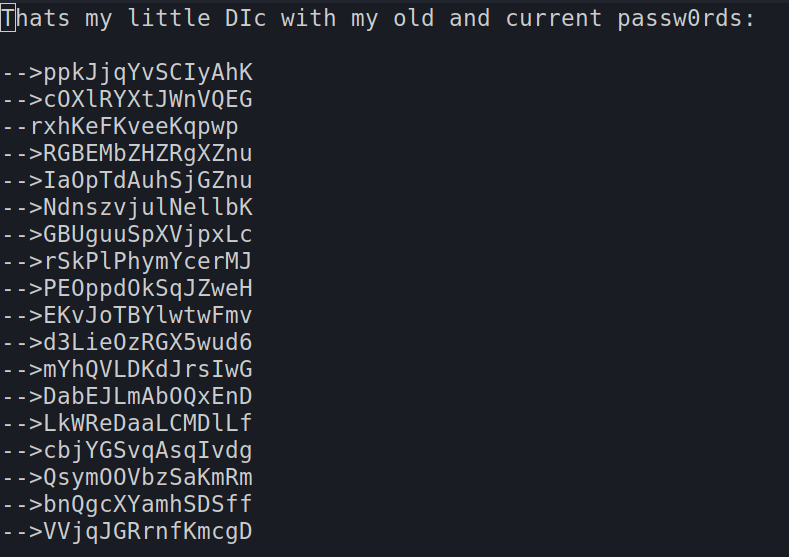 Thats my little DIc with my old and current passw0rds:
-->ppkJjqYvSCIyAhK
-->cOXlRYXtJWnVQEG
--rxhKeFKveeKqpwp
-->RGBEMbZHZRgXZnu
-->IaOpTdAuhSjGZnu
-->NdnszvjulNellbK
-->GBUguuSpXVjpxLc
-->rSkPlPhymYcerMJ
-->PEOppdOkSqJZweH
-->EKvJoTBYlwtwFmv
-->d3LieOzRGX5wud6
-->mYhQVLDKdJrsIwG
-->DabEJLmAbOQxEnD
-->LkWReDaaLCMDlLf
-->cbjYGSvqAsqIvdg
-->QsymOOVbzSaKmRm
-->bnQgcXYamhSDSff
-->VVjqJGRrnfKmcgD